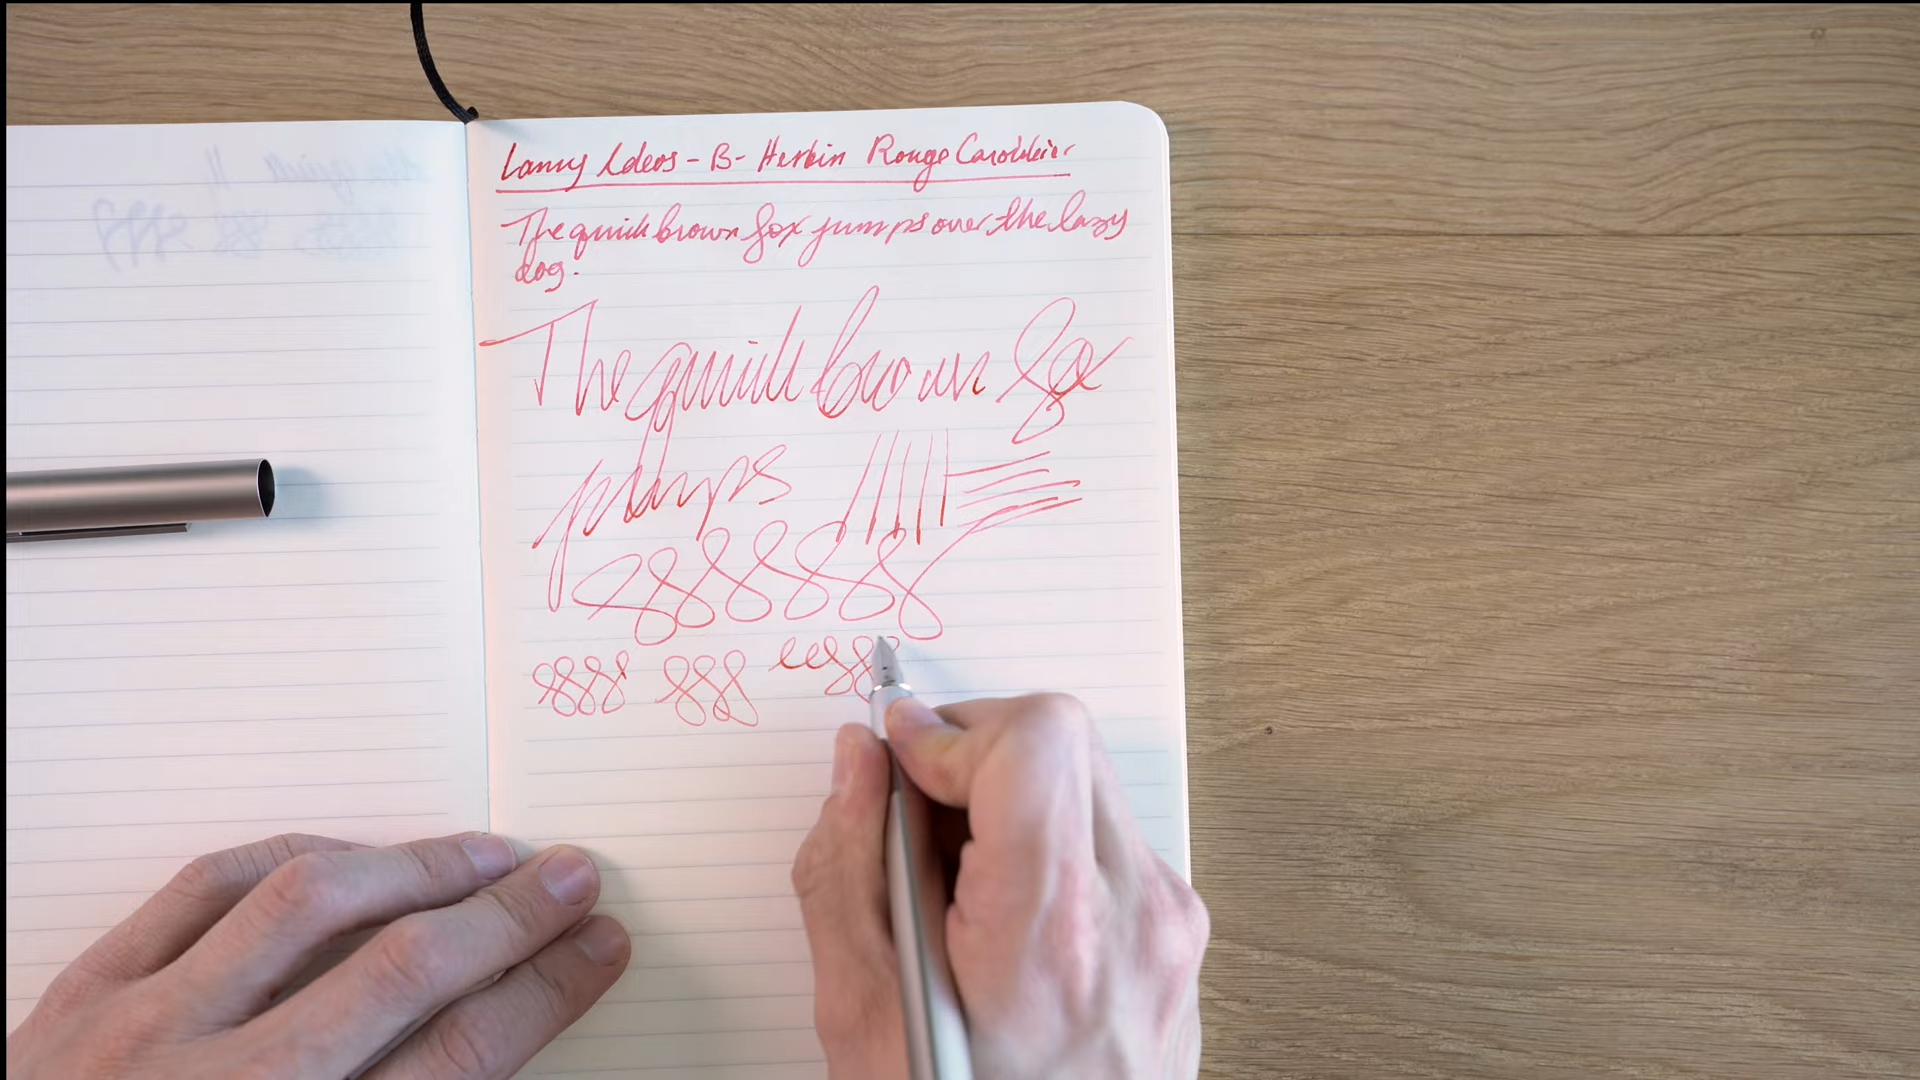 Lamy Ideos - B - Herbin Rouge Caroubier
The quick brown fox jumps over the lazy
dog.
The quick brown fox
jumps